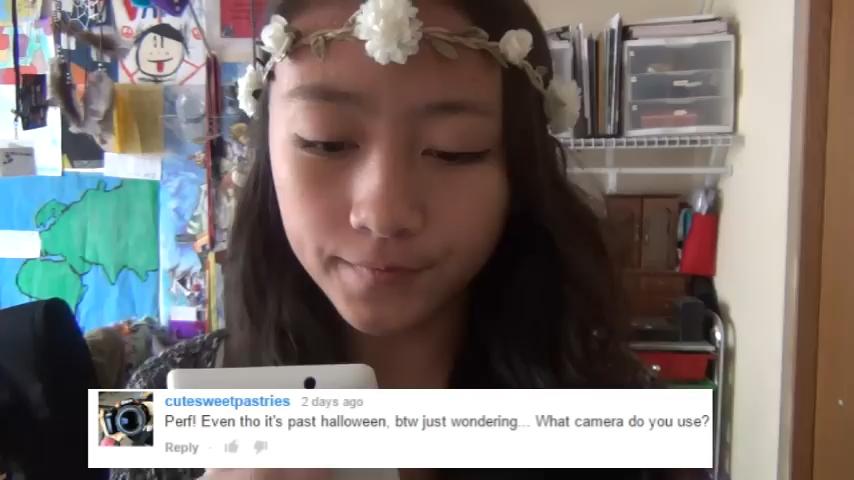 cutesweetpastries 2 days ago
Perf! Even tho it's past halloween, btw just wondering... What camera do you use?
Reply ·